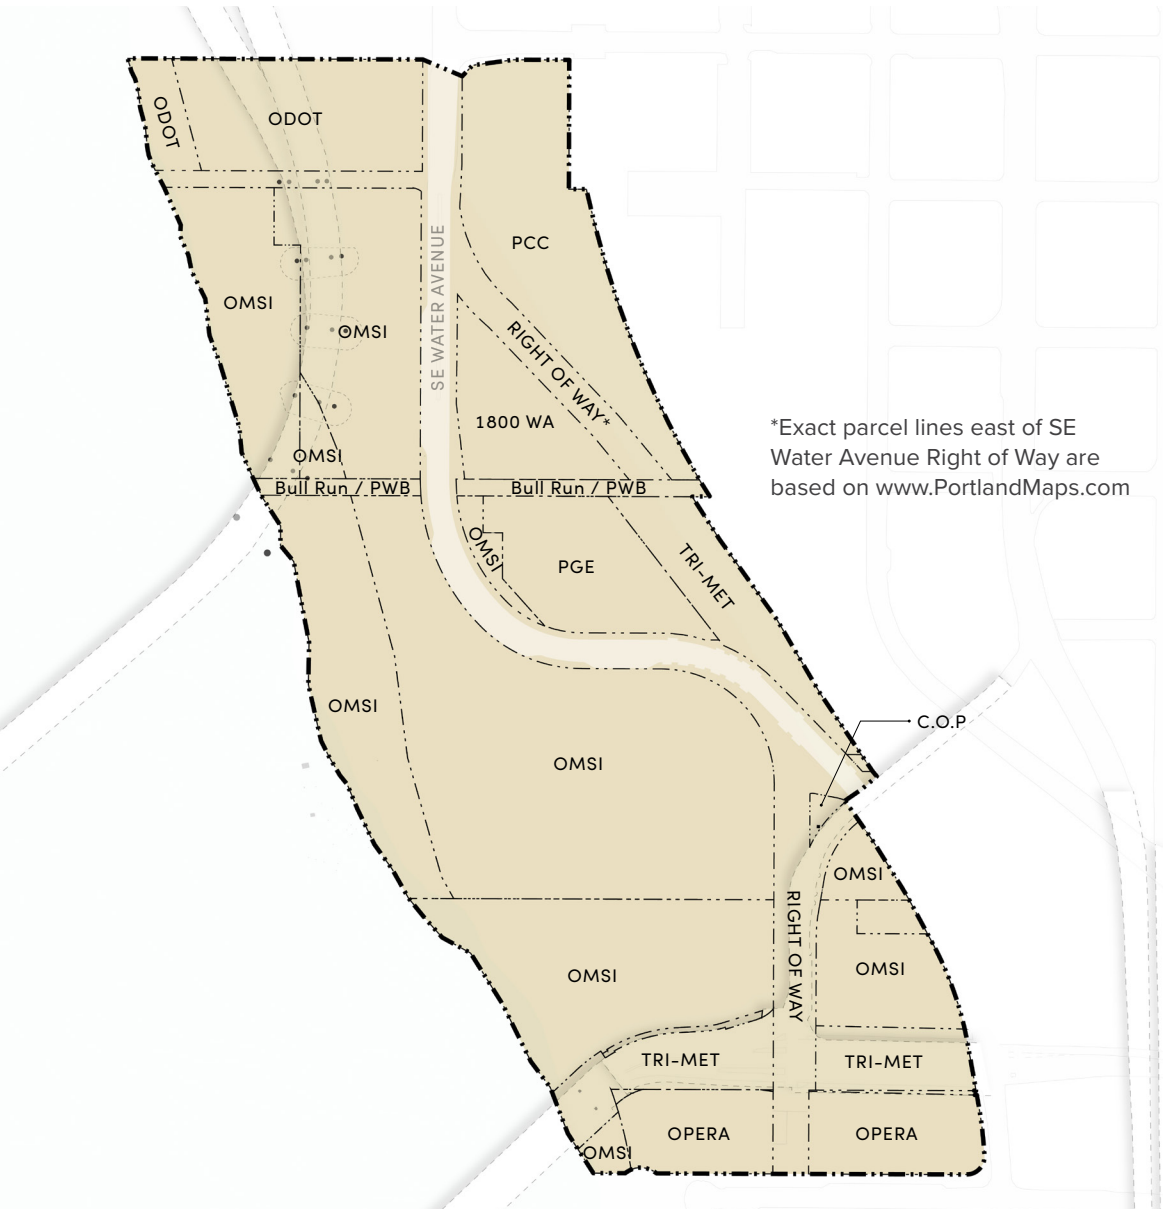 ODOT
ODOT
PCC
SE WATER AVENUE
OMSI
OMSI
RIGHT OF WAY*
1800 WA
*Exact parcel lines east of SE
Water Avenue Right of Way are
based on www.PortlandMaps.com
OMSI
Bull Run / PWB
Bull Run / PWB
OMSI
PGE
TRI-MET
OMSI
C.O.P
OMSI
OMSI
RIGHT OF WAY
OMSI
OMSI
TRI-MET
TRI-MET
OPERA
OPERA
OMSI